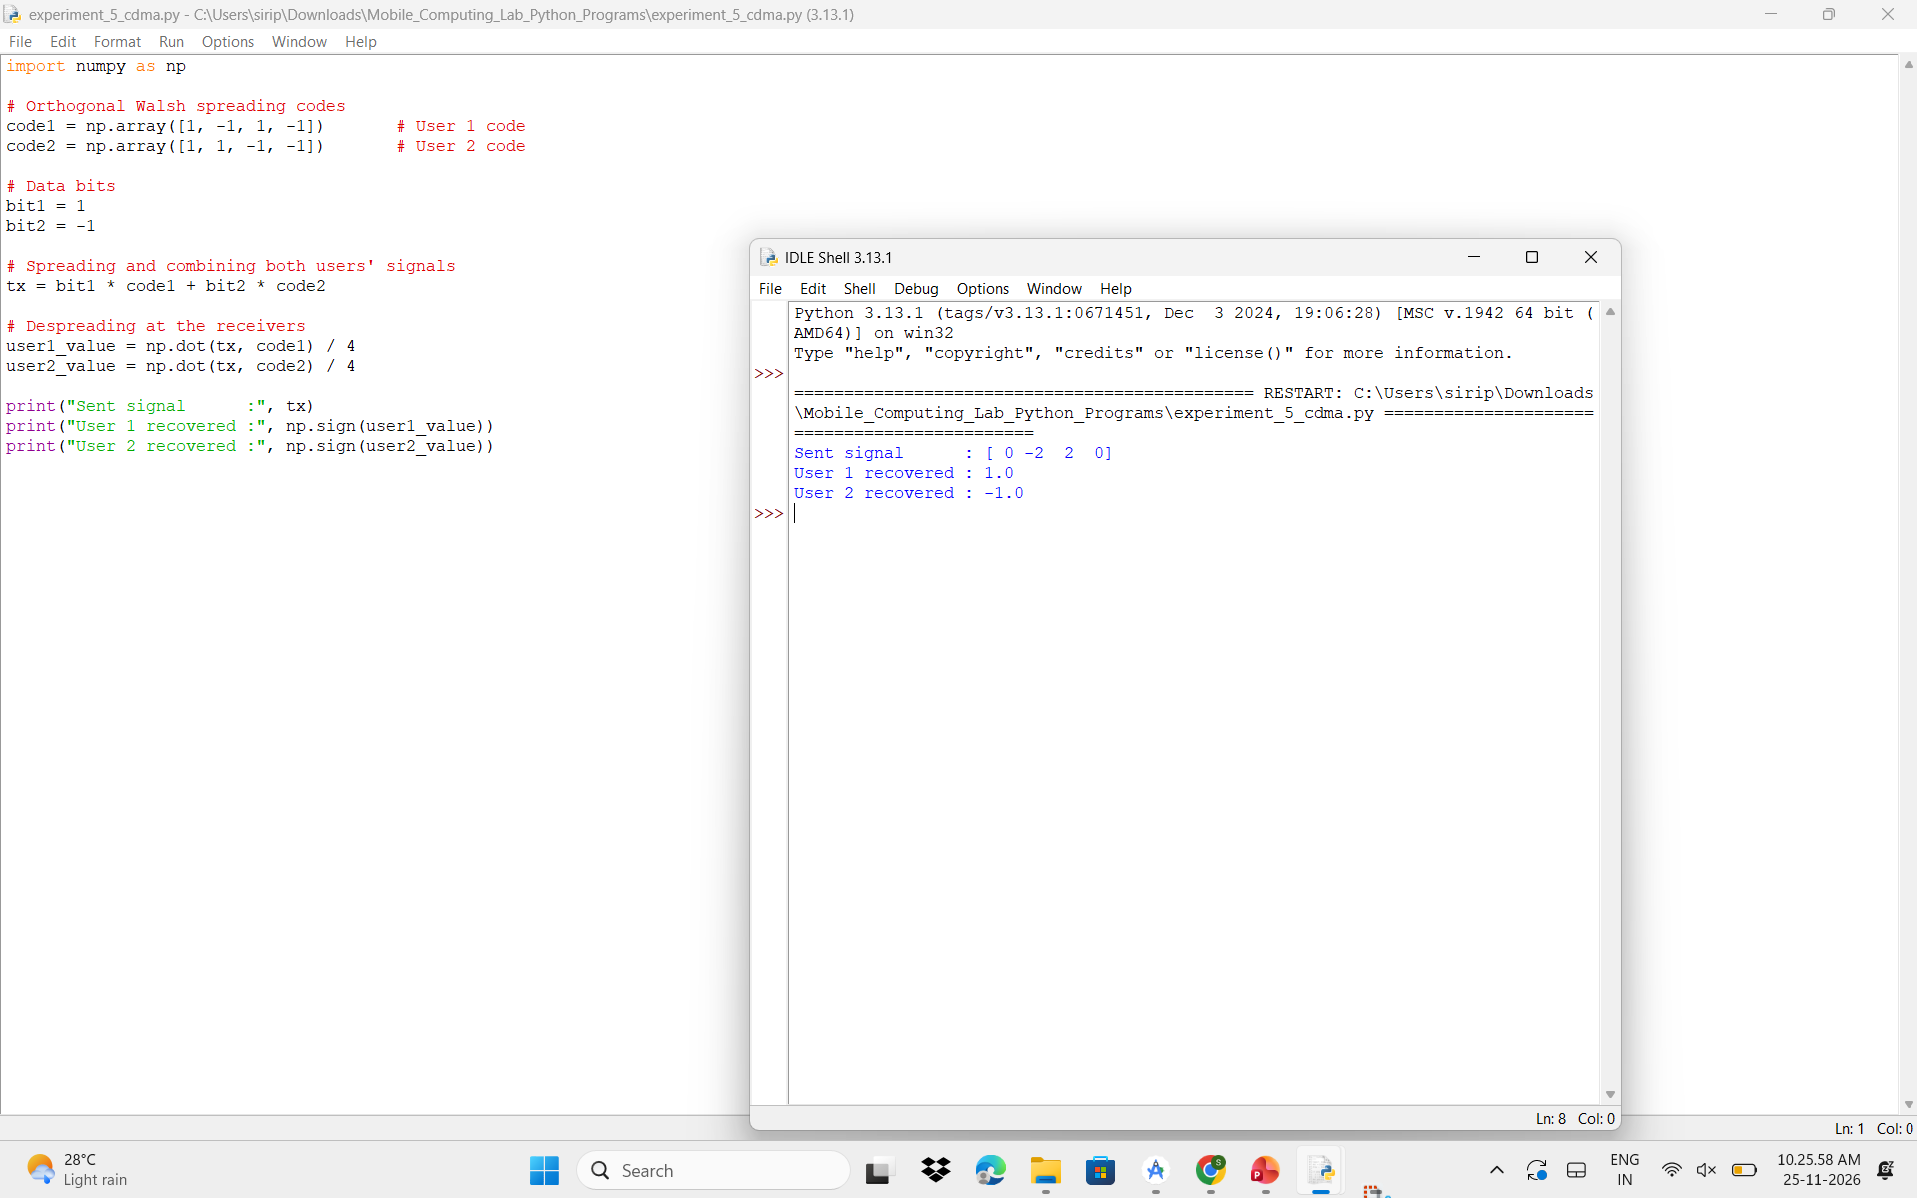 experiment_5_cdma.py - C:\Users\sirip\Downloads\Mobile_Computing_Lab_Python_Programs\experiment_5_cdma.py (3.13.1)
File Edit Format Run Options Window Help
import numpy as np
# Orthogonal Walsh spreading codes
code1 = np.array([1, -1, 1, -1])       # User 1 code
code2 = np.array([1, 1, -1, -1])       # User 2 code
# Data bits
bit1 = 1
bit2 = -1
# Spreading and combining both users' signals
tx = bit1 * code1 + bit2 * code2
# Despreading at the receivers
user1_value = np.dot(tx, code1) / 4
user2_value = np.dot(tx, code2) / 4
print("Sent signal      :", tx)
print("User 1 recovered :", np.sign(user1_value))
print("User 2 recovered :", np.sign(user2_value))
Ln: 1 Col: 0
IDLE Shell 3.13.1
File Edit Shell Debug Options Window Help
Python 3.13.1 (tags/v3.13.1:0671451, Dec  3 2024, 19:06:28) [MSC v.1942 64 bit (
AMD64)] on win32
Type "help", "copyright", "credits" or "license()" for more information.
>>>
============================================== RESTART: C:\Users\sirip\Downloads
\Mobile_Computing_Lab_Python_Programs\experiment_5_cdma.py =====================
========================
Sent signal      : [ 0 -2  2  0]
User 1 recovered : 1.0
User 2 recovered : -1.0
>>>
Ln: 8 Col: 0
28°C
Light rain
Search
S
P
ENG
IN
10.25.58 AM
25-11-2026